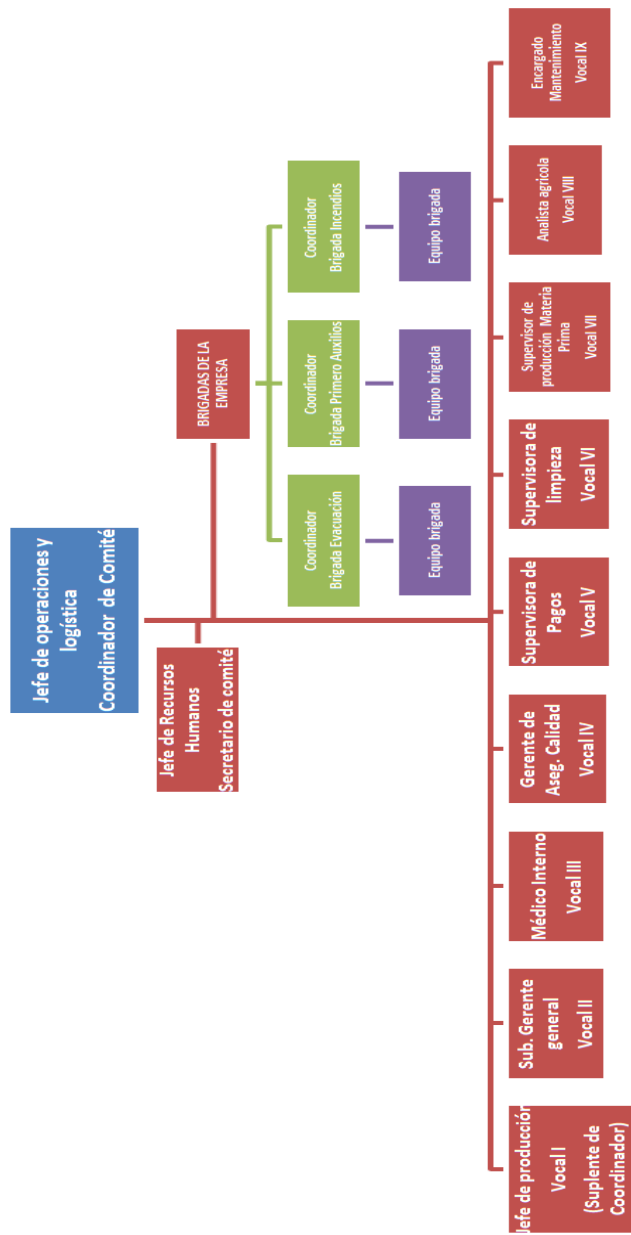 Jefe de operaciones y
logística
Coordinador de Comité
Jefe de Recursos
Humanos
Secretario de comité
BRIGADAS DE LA
EMPRESA
Coordinador
Brigada Evacuación
Coordinador
Brigada Primero Auxilios
Coordinador
Brigada Incendios
Equipo brigada
Equipo brigada
Equipo brigada
Jefe de producción
Vocal I
(Suplente de
Coordinador)
Sub. Gerente
general
Vocal II
Médico Interno
Vocal III
Gerente de
Aseg. Calidad
Vocal IV
Supervisora de
Pagos
Vocal V
Supervisora de
limpieza
Vocal VI
Supervisor de
producción Materia
Prima
Vocal VII
Analista agricola
Vocal VIII
Encargado
Mantenimiento
Vocal IX